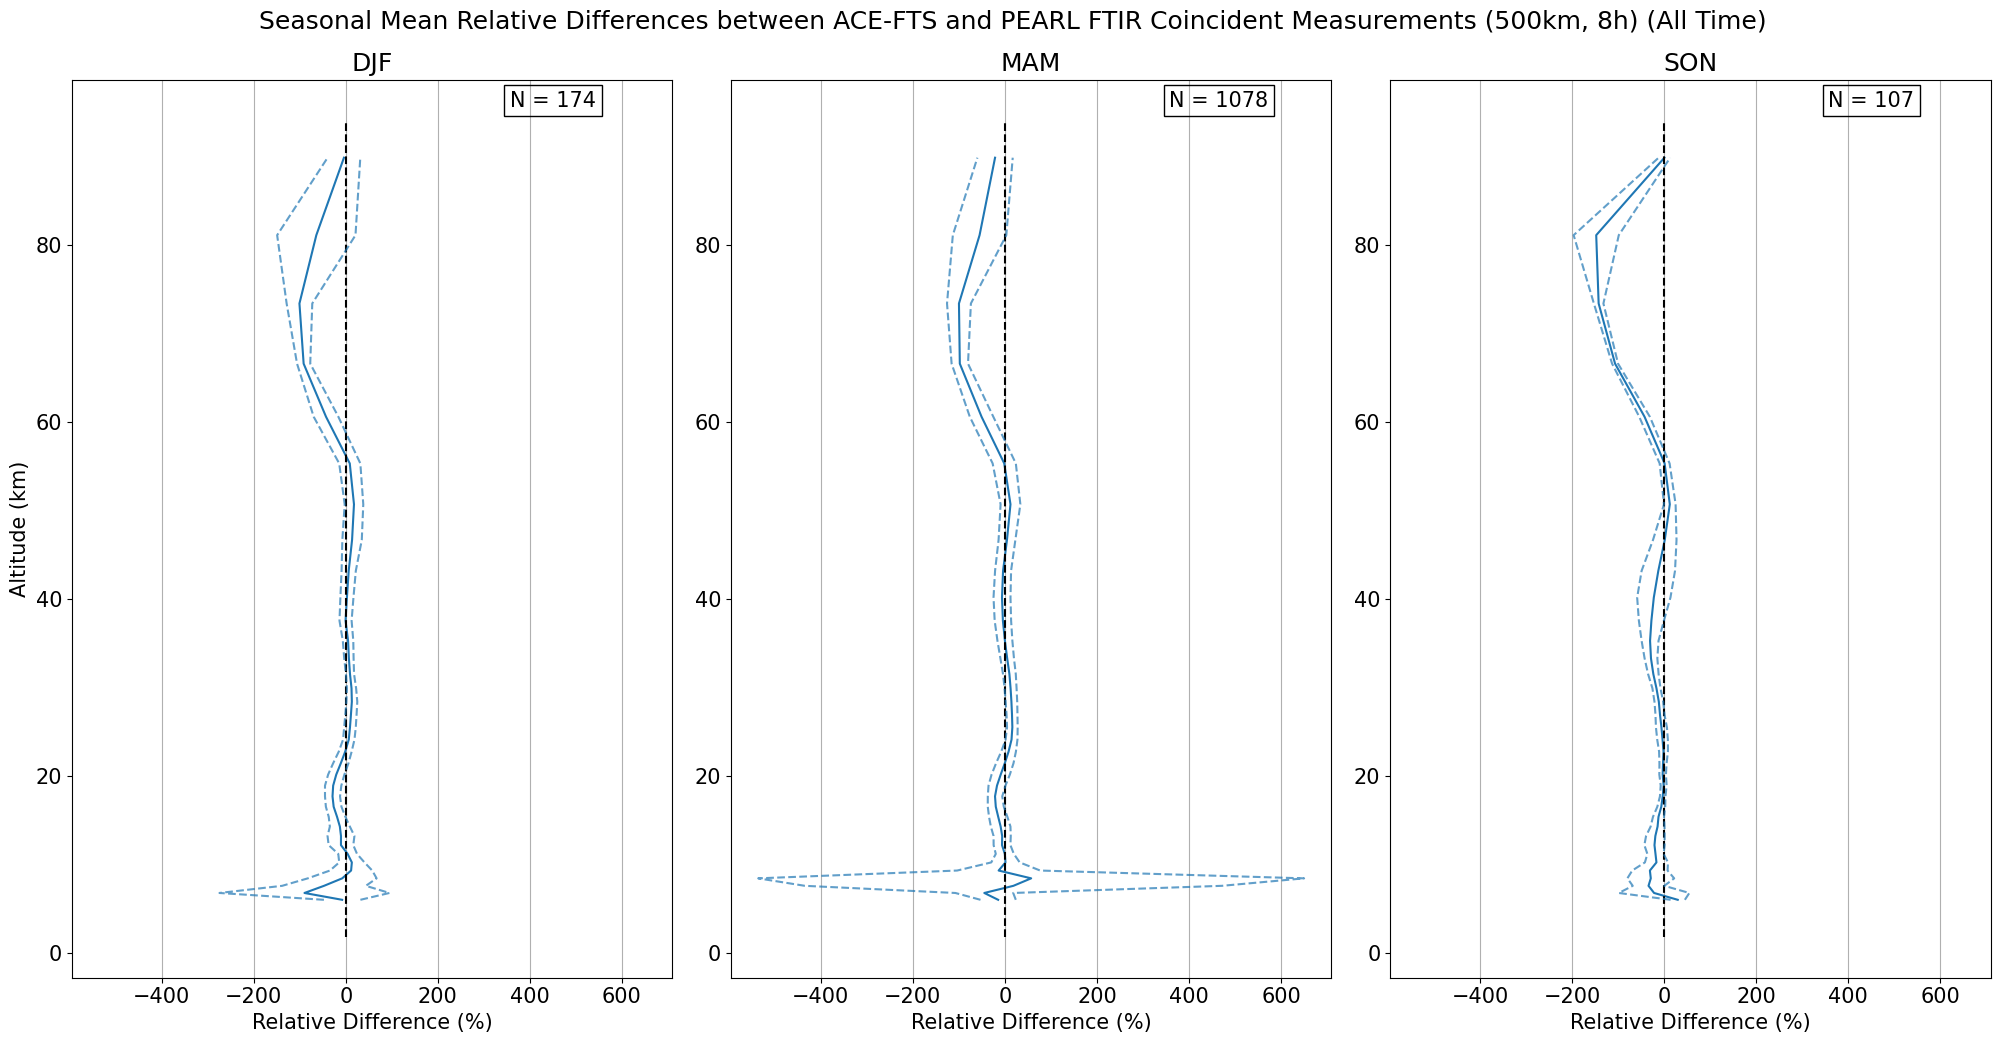 Seasonal Mean Relative Differences between ACE-FTS and PEARL FTIR Coincident Measurements (500km, 8h) (All Time)
DJF
MAM
SON
N = 174
N = 1078
N = 107
Altitude (km)
80
60
40
20
0
80
60
40
20
0
80
60
40
20
0
−400 −200 0 200 400 600
−400 −200 0 200 400 600
−400 −200 0 200 400 600
Relative Difference (%)
Relative Difference (%)
Relative Difference (%)